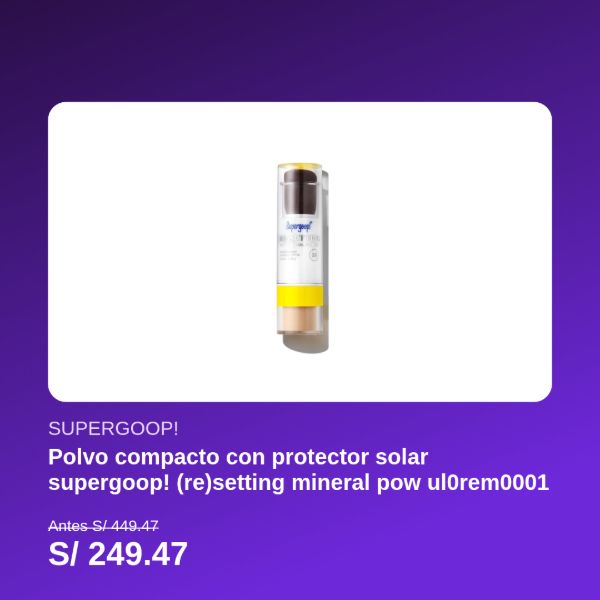 Supergoop!
SUPERGOOP!
Polvo compacto con protector solar
supergoop! (re)setting mineral pow ul0rem0001
Antes S/ 449.47
S/ 249.47